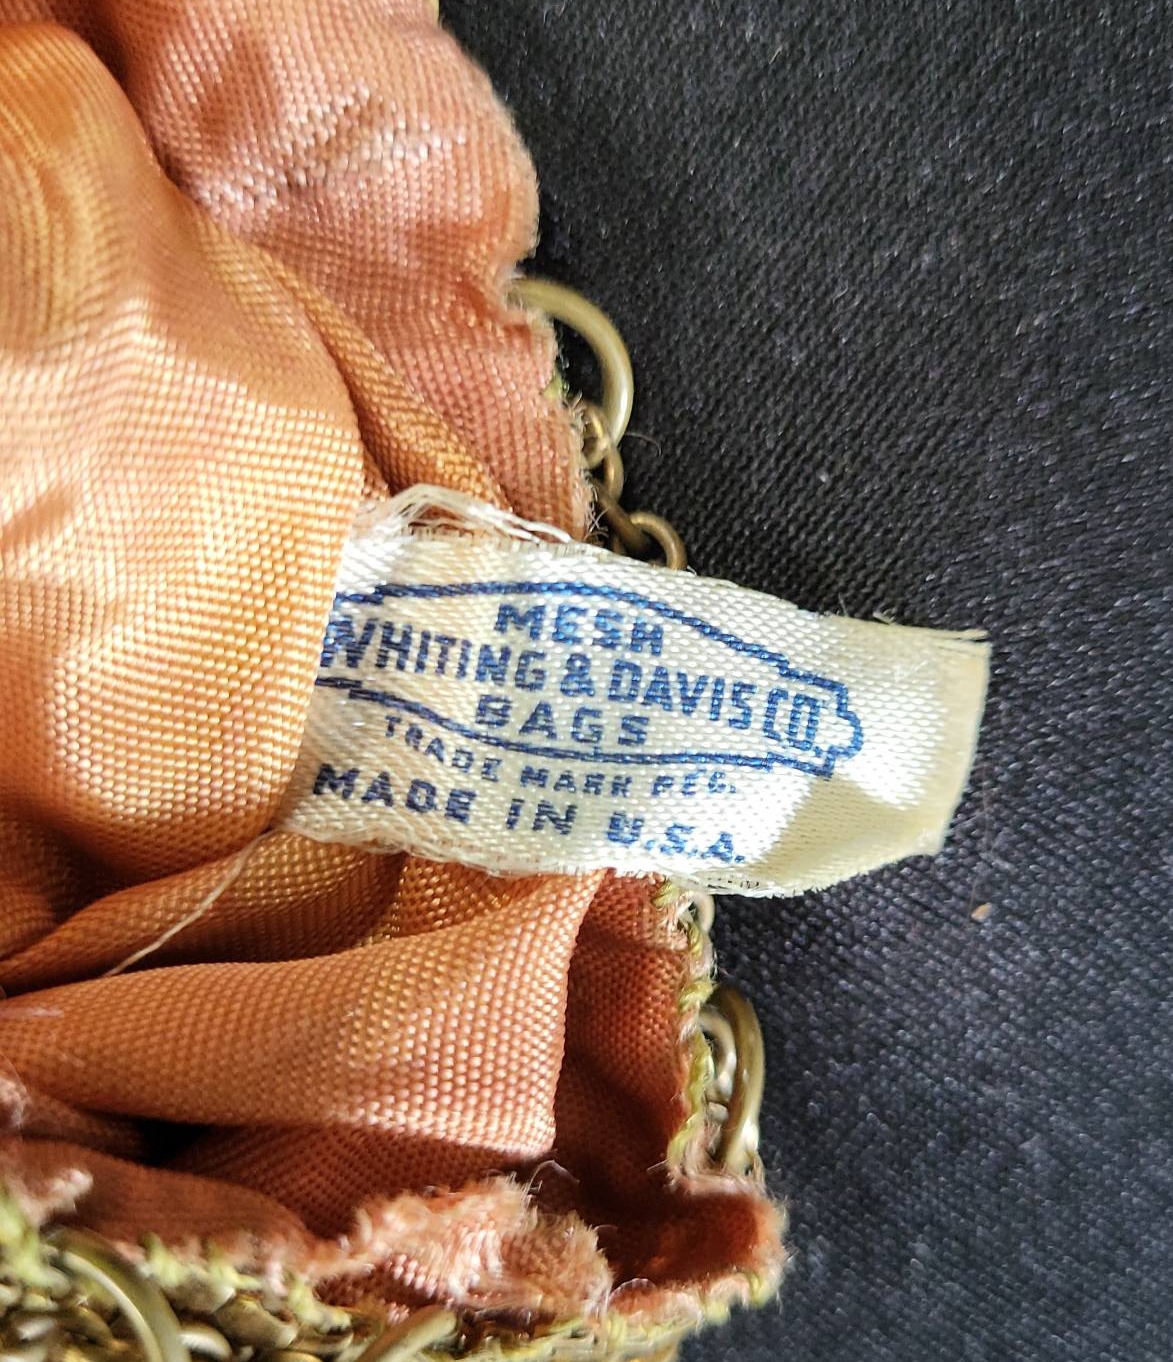 MESH
WHITING & DAVIS CO.
BAGS
TRADE MARK REG.
MADE IN U.S.A.